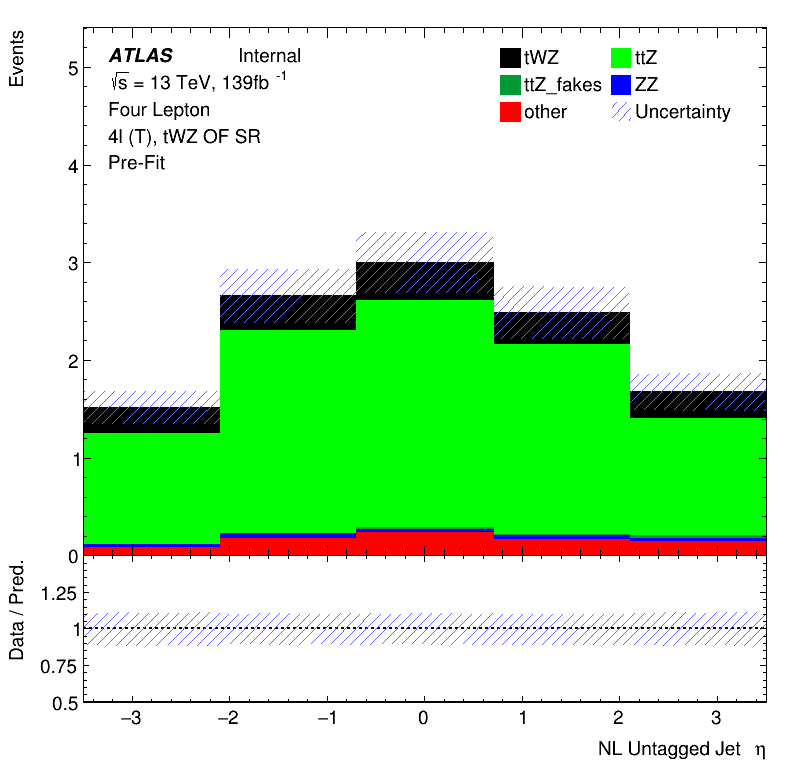 Events
ATLAS Internal
√s = 13 TeV, 139fb -1
Four Lepton
4l (T), tWZ OF SR
Pre-Fit
tWZ ttZ
ttZ_fakes ZZ
other Uncertainty
5
4
3
2
1
0
Data / Pred.
1.25
1
0.75
0.5
−3 −2 −1 0 1 2 3
NL Untagged Jet η